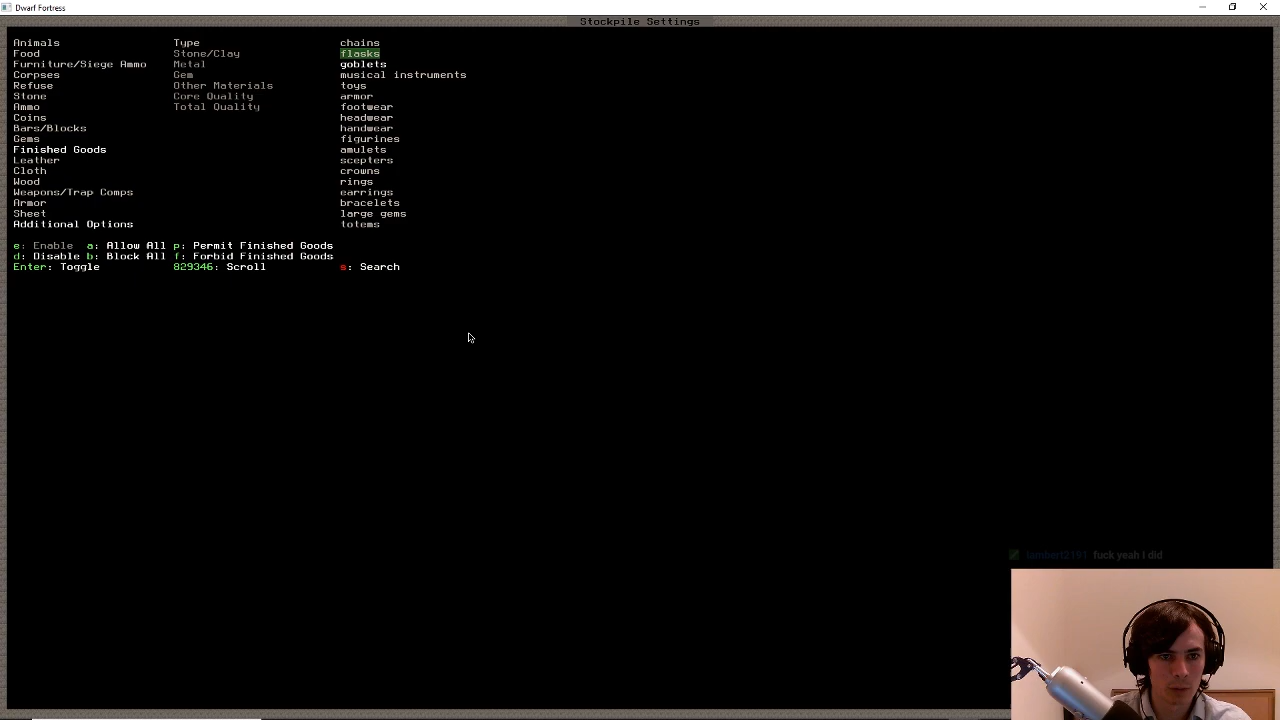 Dwarf Fortress
Stockpile Settings
Animals Type chains
Food Stone/Clay flasks
Furniture/Siege Ammo Metal goblets
Corpses Gem musical instruments
Refuse Other Materials toys
Stone Core Quality armor
Ammo Total Quality footwear
Coins headwear
Bars/Blocks handwear
Gems figurines
Finished Goods amulets
Leather scepters
Cloth crowns
Wood rings
Weapons/Trap Comps earrings
Armor bracelets
Sheet large gems
Additional Options totems
e: Enable a: Allow All p: Permit Finished Goods
d: Disable b: Block All f: Forbid Finished Goods
Enter: Toggle 829346: Scroll s: Search
lambert2191 fuck yeah I did